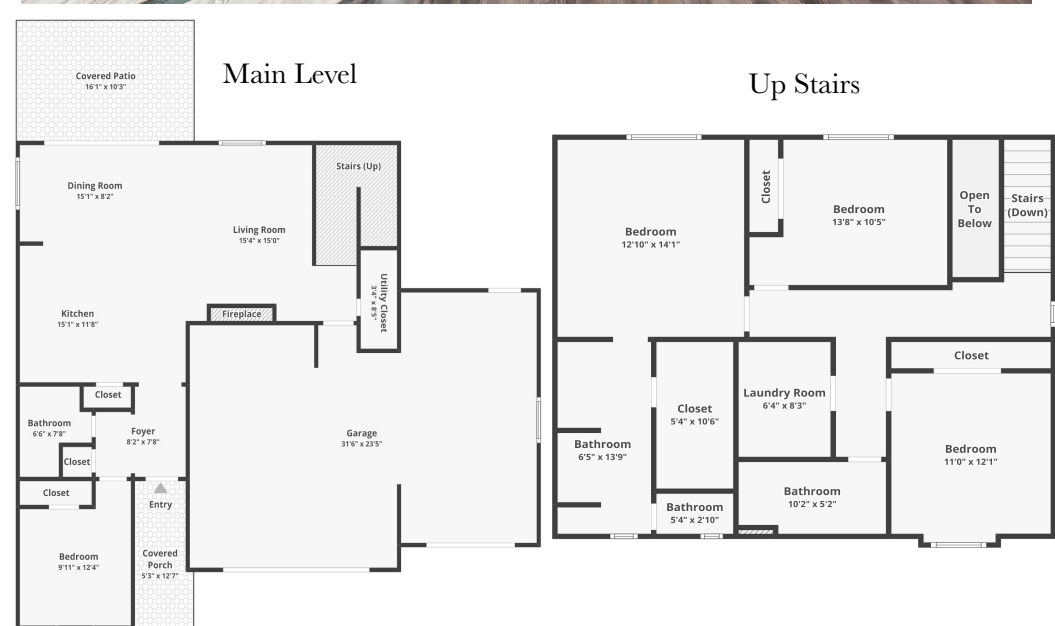 Main Level
Up Stairs
Covered Patio
16'1" x 10'3"
Stairs (Up)
Dining Room
15'1" x 8'2"
Living Room
15'4" x 15'0"
Utility Closet
3'4" x 8'5"
Kitchen
15'1" x 11'8"
Fireplace
Closet
Bathroom
6'6" x 7'8"
Foyer
8'2" x 7'8"
Garage
31'6" x 23'5"
Closet
Closet
Entry
Bedroom
9'11" x 12'4"
Covered
Porch
5'3" x 12'7"
Bedroom
12'10" x 14'1"
Closet
Bedroom
13'8" x 10'5"
Open
To
Below
Stairs
(Down)
Closet
Laundry Room
6'4" x 8'3"
Closet
5'4" x 10'6"
Bathroom
6'5" x 13'9"
Bedroom
11'0" x 12'1"
Bathroom
10'2" x 5'2"
Bathroom
5'4" x 2'10"